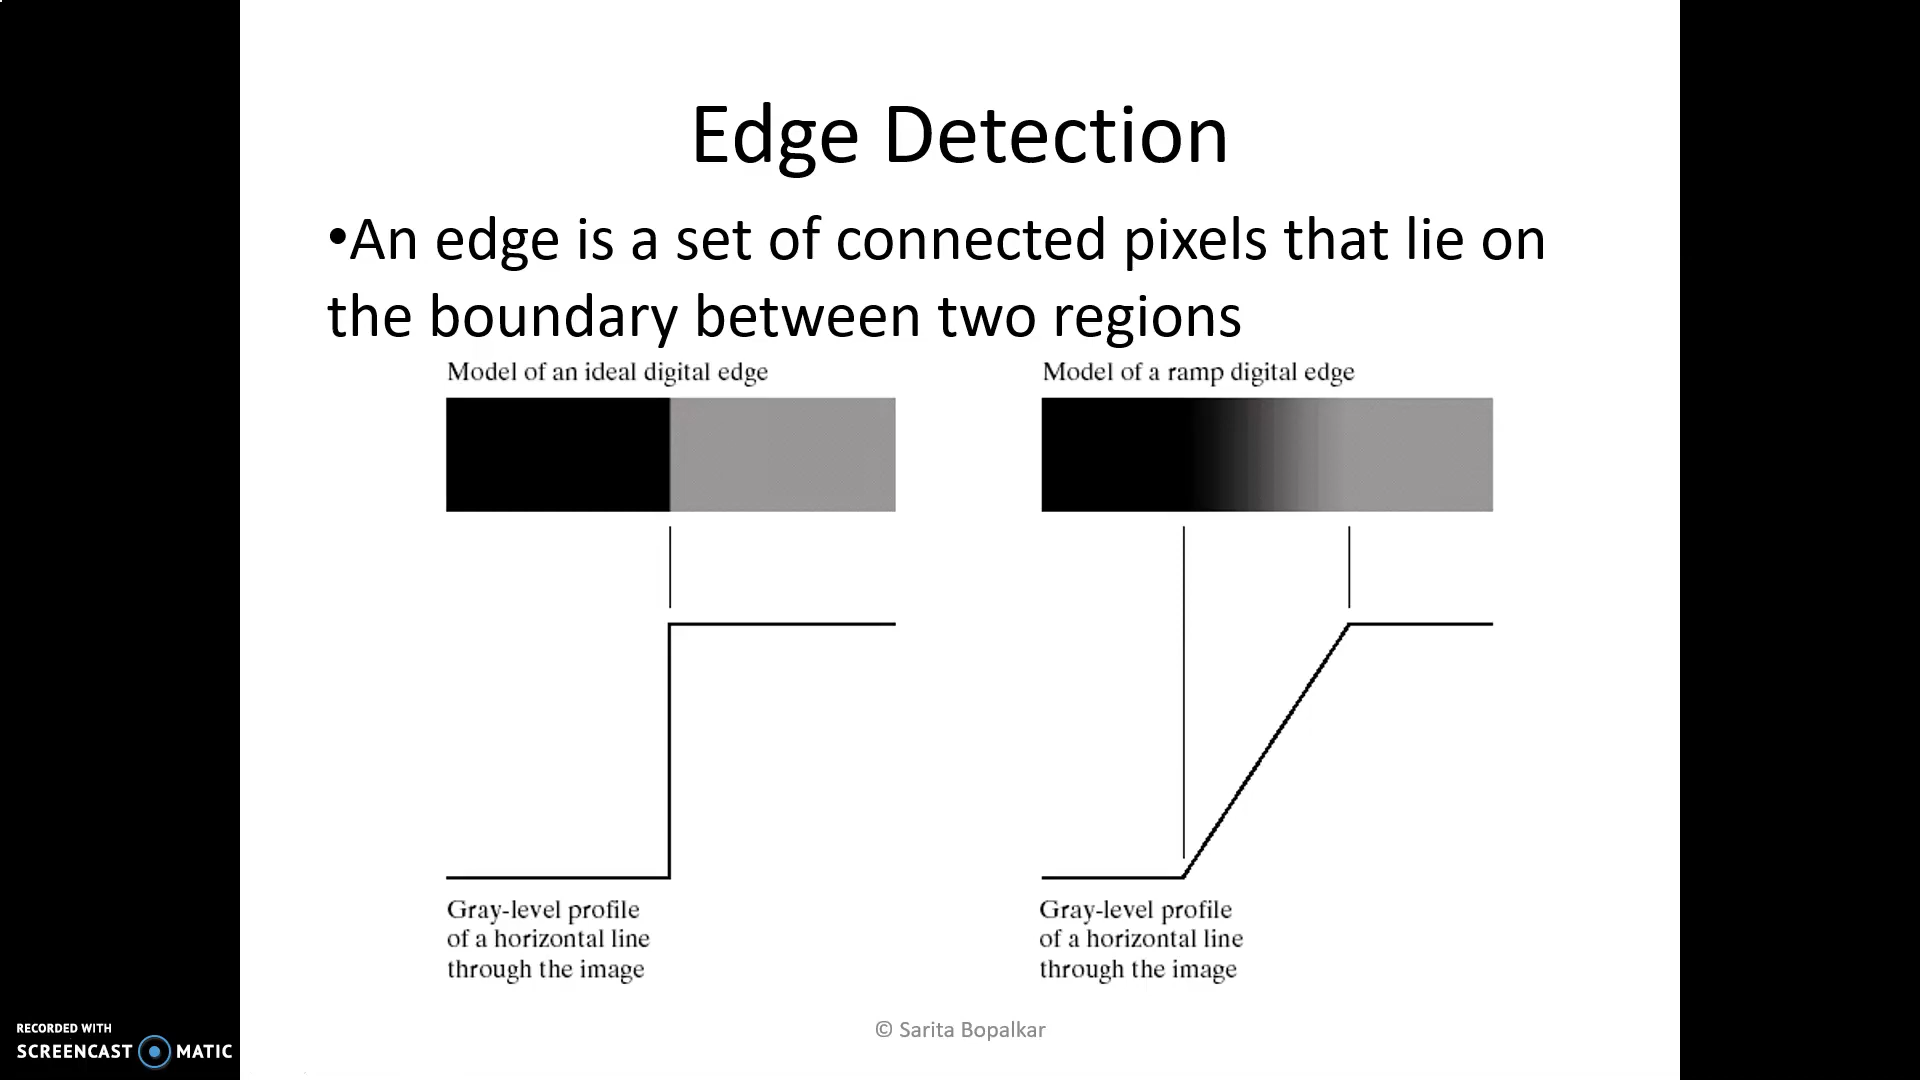 Edge Detection
•An edge is a set of connected pixels that lie on
the boundary between two regions
Model of an ideal digital edge
Model of a ramp digital edge
Gray-level profile
of a horizontal line
through the image
Gray-level profile
of a horizontal line
through the image
© Sarita Bopalkar
RECORDED WITH
SCREENCAST MATIC